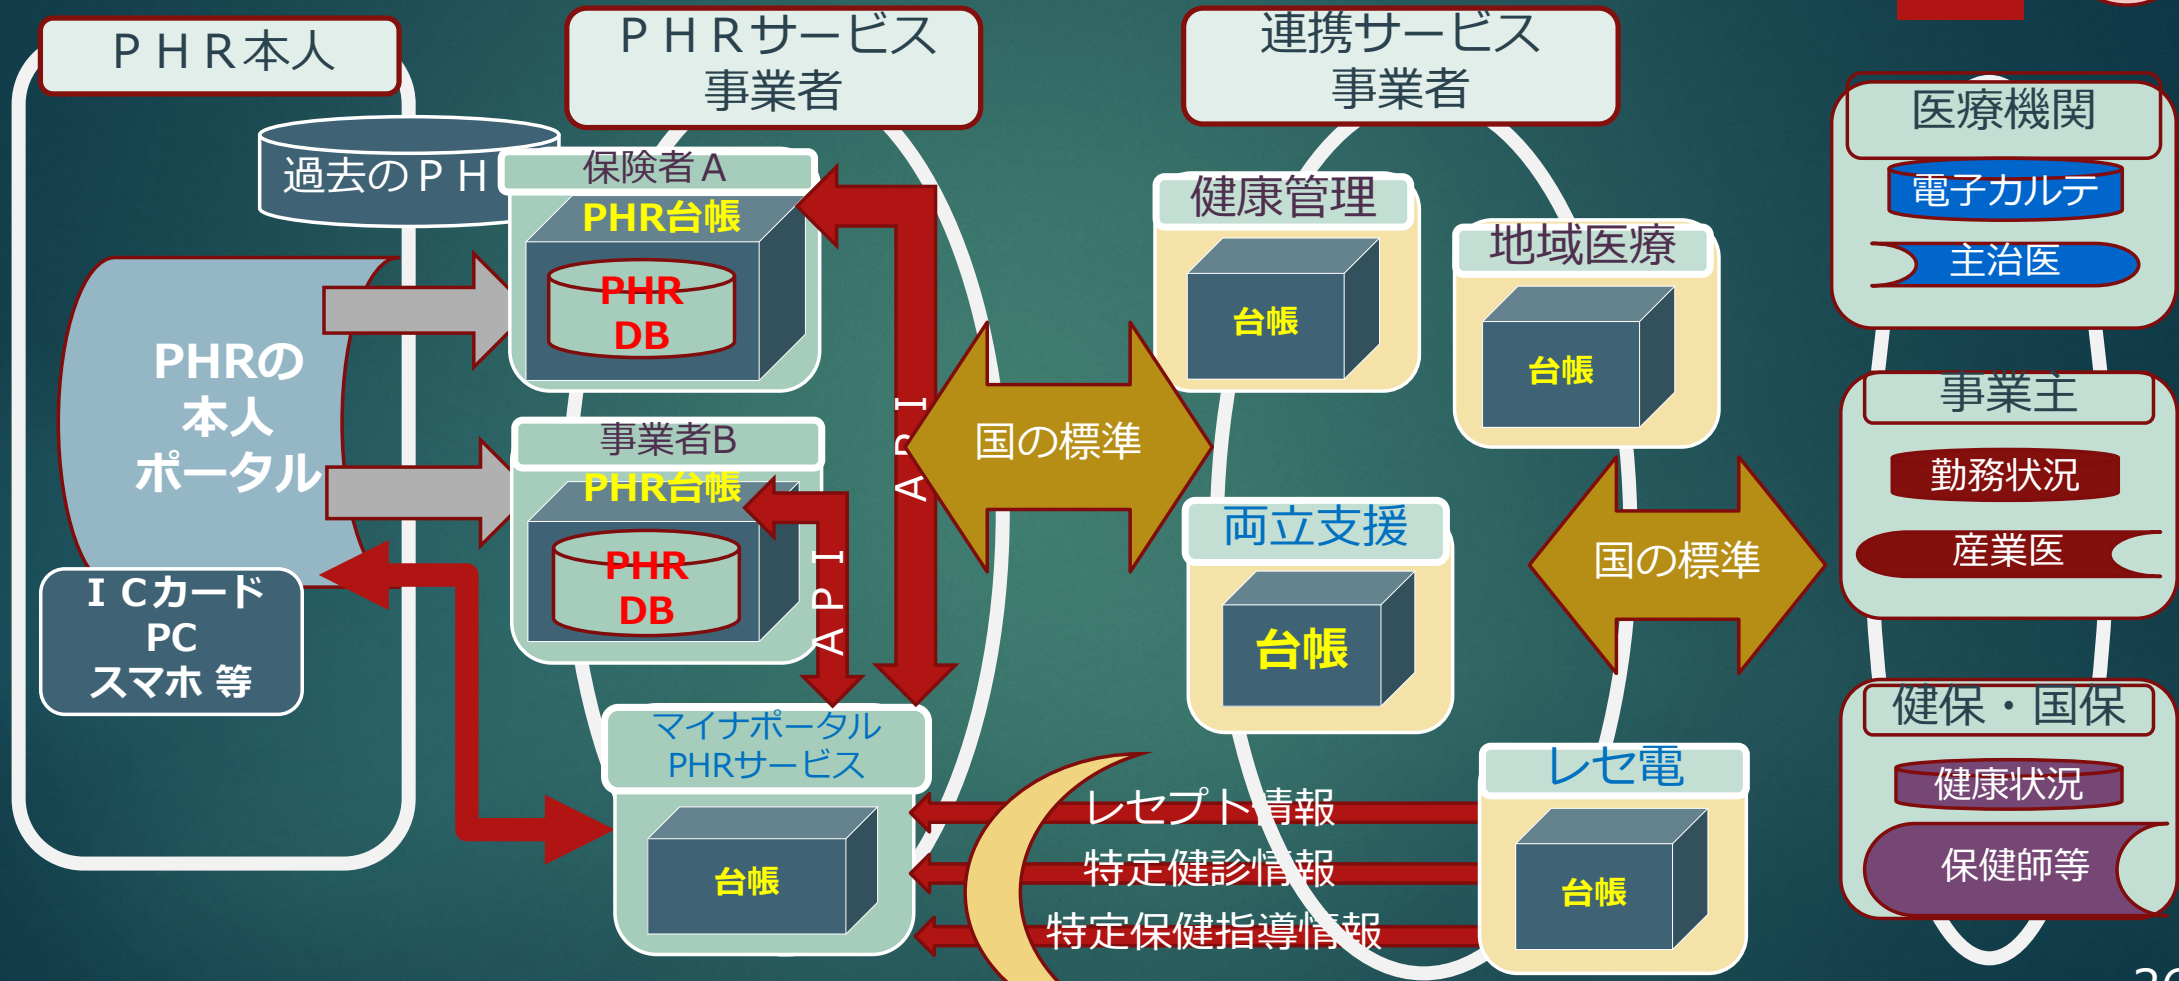 ＰＨＲ本人
過去のＰＨ
PHRの
本人
ポータル
ＩＣカード
PC
スマホ 等
ＰＨＲサービス
事業者
保険者Ａ
PHR台帳
PHR
DB
事業者B
PHR台帳
PHR
DB
ＡＰＩ
ＡＰＩ
マイナポータル
PHRサービス
台帳
国の標準
連携サービス
事業者
健康管理
台帳
地域医療
台帳
両立支援
台帳
レセ電
台帳
レセプト情報
特定健診情報
特定保健指導情報
国の標準
医療機関
電子カルテ
主治医
事業主
勤務状況
産業医
健保・国保
健康状況
保健師等